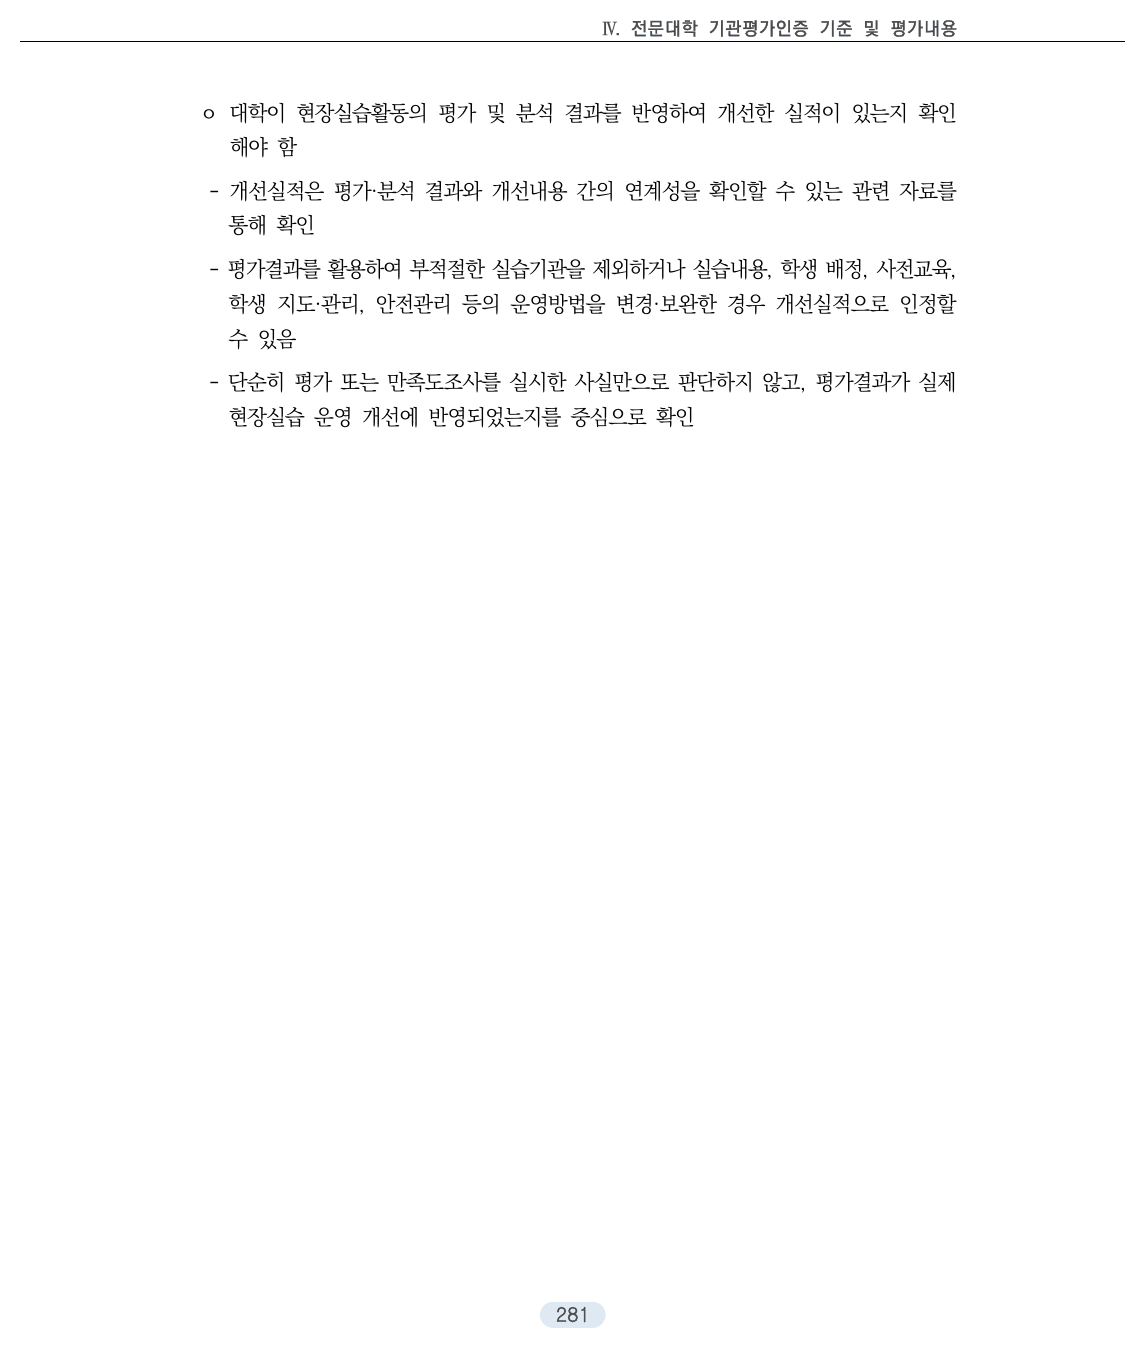 Ⅳ. 전문대학 기관평가인증 기준 및 평가내용
ㅇ 대학이 현장실습활동의 평가 및 분석 결과를 반영하여 개선한 실적이 있는지 확인
해야 함
- 개선실적은 평가·분석 결과와 개선내용 간의 연계성을 확인할 수 있는 관련 자료를
통해 확인
- 평가결과를 활용하여 부적절한 실습기관을 제외하거나 실습내용, 학생 배정, 사전교육,
학생 지도·관리, 안전관리 등의 운영방법을 변경·보완한 경우 개선실적으로 인정할
수 있음
- 단순히 평가 또는 만족도조사를 실시한 사실만으로 판단하지 않고, 평가결과가 실제
현장실습 운영 개선에 반영되었는지를 중심으로 확인
281